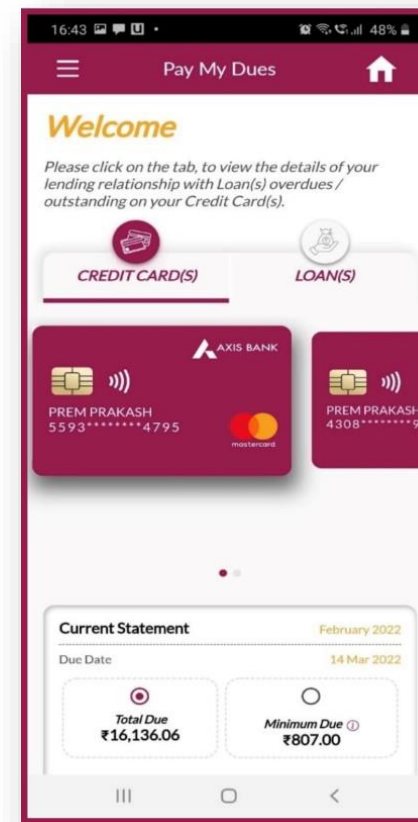 16:43
48%
Pay My Dues
Welcome
Please click on the tab, to view the details of your
lending relationship with Loan(s) overdues /
outstanding on your Credit Card(s).
CREDIT CARD(S)
LOAN(S)
AXIS BANK
PREM PRAKASH
5593********4795
mastercard
PREM PRAKASH
4308********9
Current Statement
February 2022
Due Date
14 Mar 2022
Total Due
₹16,136.06
Minimum Due
₹807.00